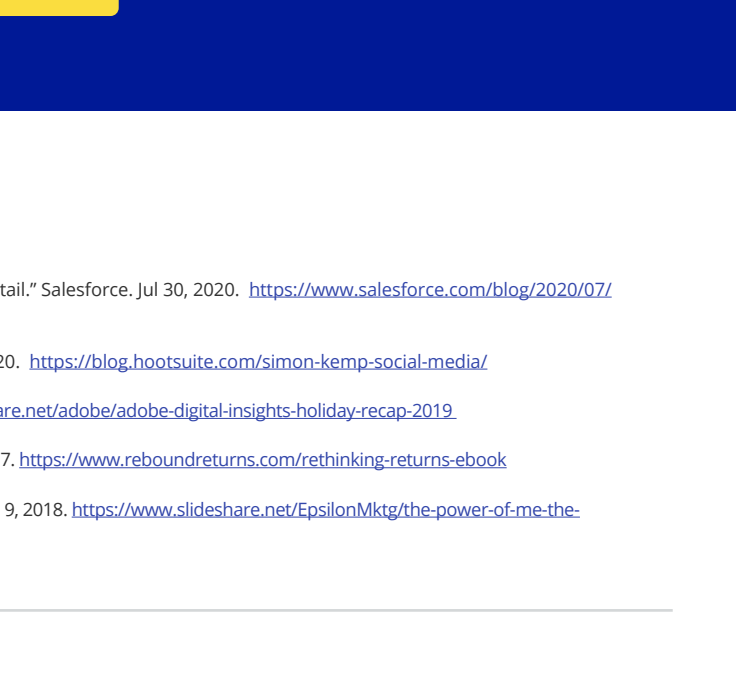 tail.” Salesforce. Jul 30, 2020. https://www.salesforce.com/blog/2020/07/
20. https://blog.hootsuite.com/simon-kemp-social-media/
are.net/adobe/adobe-digital-insights-holiday-recap-2019
7. https://www.reboundreturns.com/rethinking-returns-ebook
9, 2018. https://www.slideshare.net/EpsilonMktg/the-power-of-me-the-